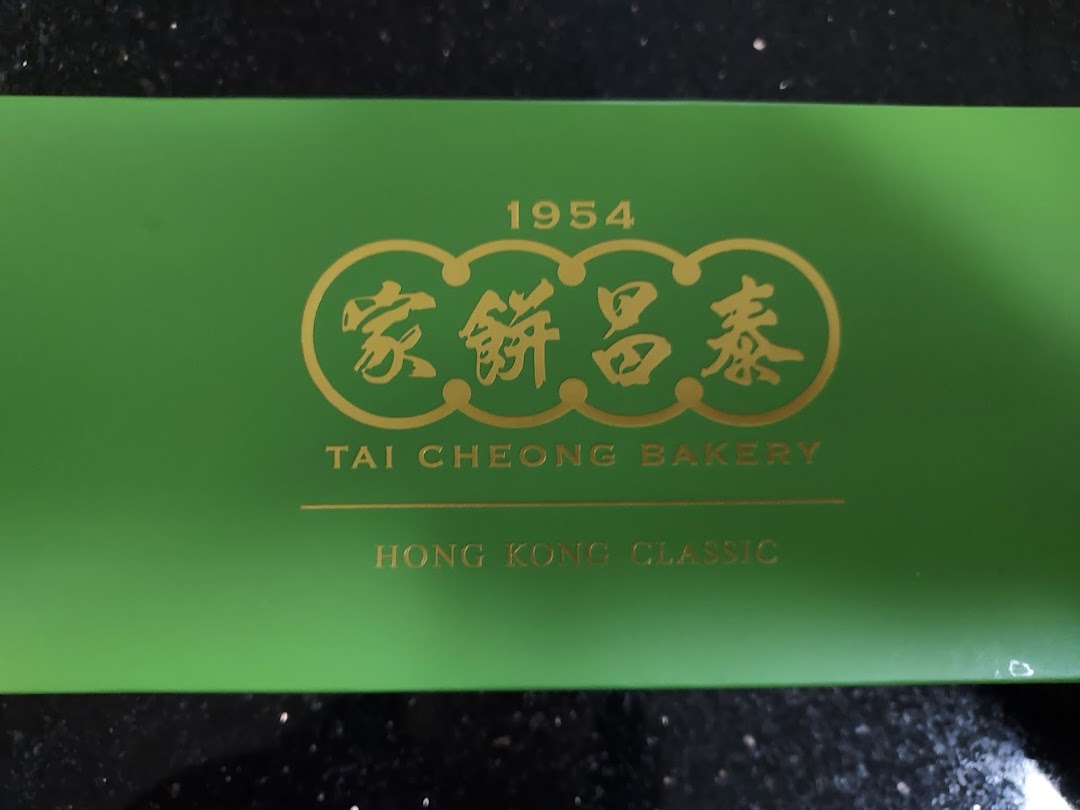 1954
泰昌餅家
TAI CHEONG BAKERY
HONG KONG CLASSIC